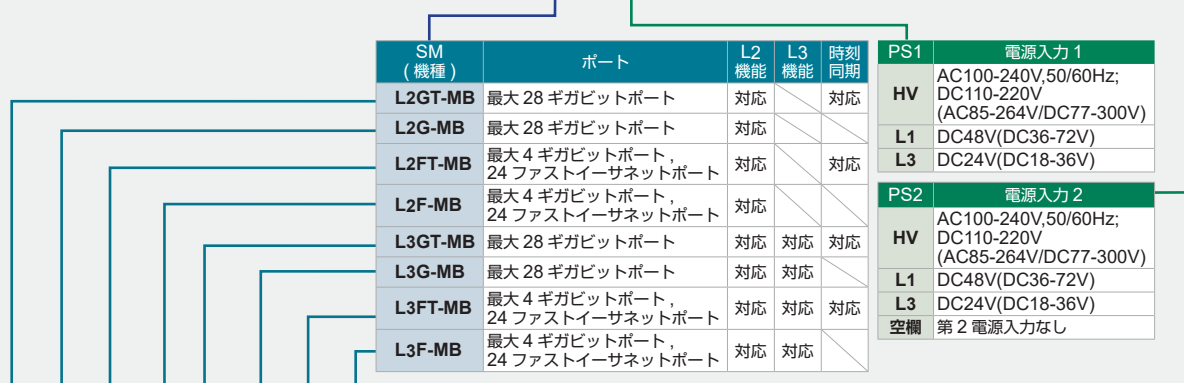 SM
(機種)
ポート
L2
機能
L3
機能
時刻
同期
L2GT-MB 最大 28 ギガビットポート 対応 対応
L2G-MB 最大 28 ギガビットポート 対応
L2FT-MB 最大 4 ギガビットポート ,
24 ファストイーサネットポート 対応 対応
L2F-MB 最大 4 ギガビットポート ,
24 ファストイーサネットポート 対応
L3GT-MB 最大 28 ギガビットポート 対応 対応 対応
L3G-MB 最大 28 ギガビットポート 対応 対応
L3FT-MB 最大 4 ギガビットポート ,
24 ファストイーサネットポート 対応 対応 対応
L3F-MB 最大 4 ギガビットポート ,
24 ファストイーサネットポート 対応 対応
PS1 電源入力 1
HV AC100-240V,50/60Hz;
DC110-220V
(AC85-264V/DC77-300V)
L1 DC48V(DC36-72V)
L3 DC24V(DC18-36V)
PS2 電源入力 2
HV AC100-240V,50/60Hz;
DC110-220V
(AC85-264V/DC77-300V)
L1 DC48V(DC36-72V)
L3 DC24V(DC18-36V)
空欄 第 2 電源入力なし